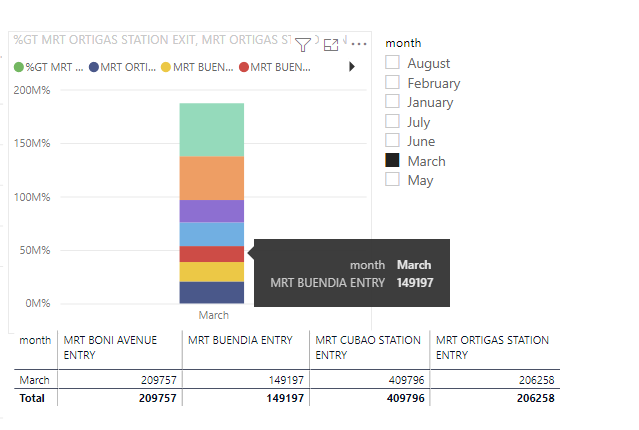 %GT MRT ORTIGAS STATION EXIT, MRT ORTIGAS ST
%GT MRT ... MRT ORTI... MRT BUEN... MRT BUEN...
200M%
150M%
100M%
50M%
0M%
March
month March
MRT BUENDIA ENTRY 149197
month
August
February
January
July
June
March
May
month MRT BONI AVENUE ENTRY MRT BUENDIA ENTRY MRT CUBAO STATION ENTRY MRT ORTIGAS STATION ENTRY
March 209757 149197 409796 206258
Total 209757 149197 409796 206258